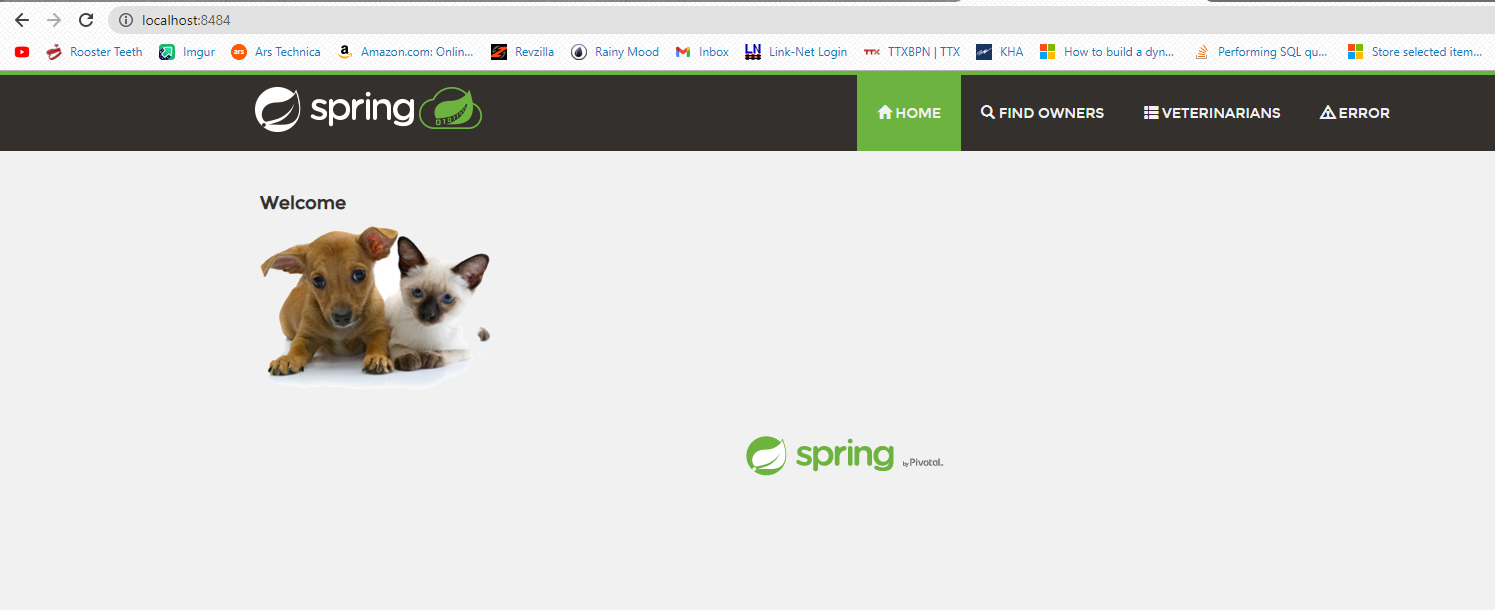 localhost:8484
Rooster Teeth Imgur ars Ars Technica a Amazon.com: Onlin... Revzilla Rainy Mood Inbox LN Link-Net Login TTX TTXBPN | TTX KHA How to build a dyn... Performing SQL qu... Store selected item...
spring HOME FIND OWNERS VETERINARIANS ERROR
Welcome
spring by Pivotal.